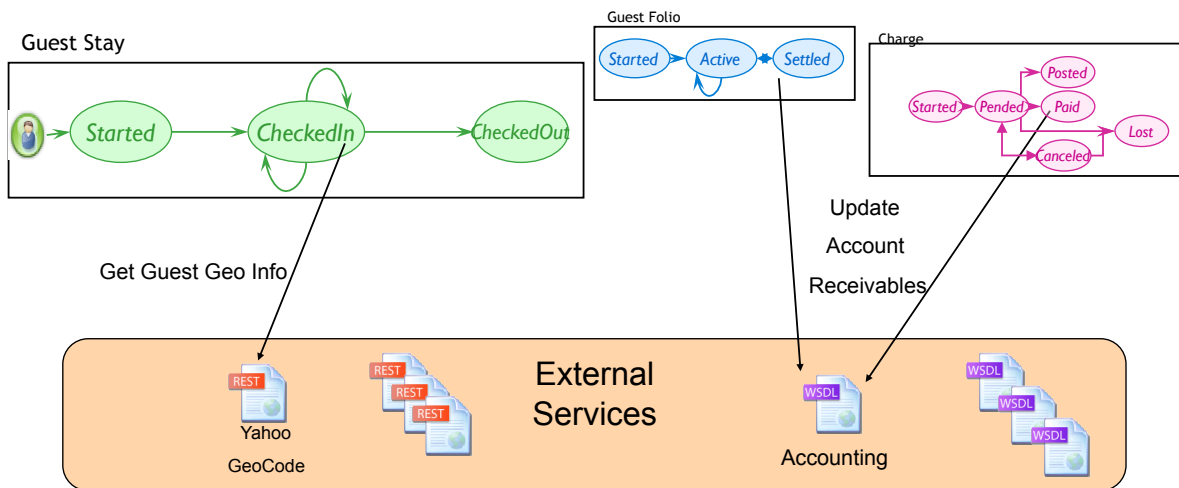 Guest Stay
Started
CheckedIn
CheckedOut
Guest Folio
Started
Active
Settled
Charge
Started
Pended
Posted
Paid
Lost
Canceled
Get Guest Geo Info
Update
Account
Receivables
External
Services
REST
Yahoo
GeoCode
REST
REST
REST
WSDL
Accounting
WSDL
WSDL
WSDL